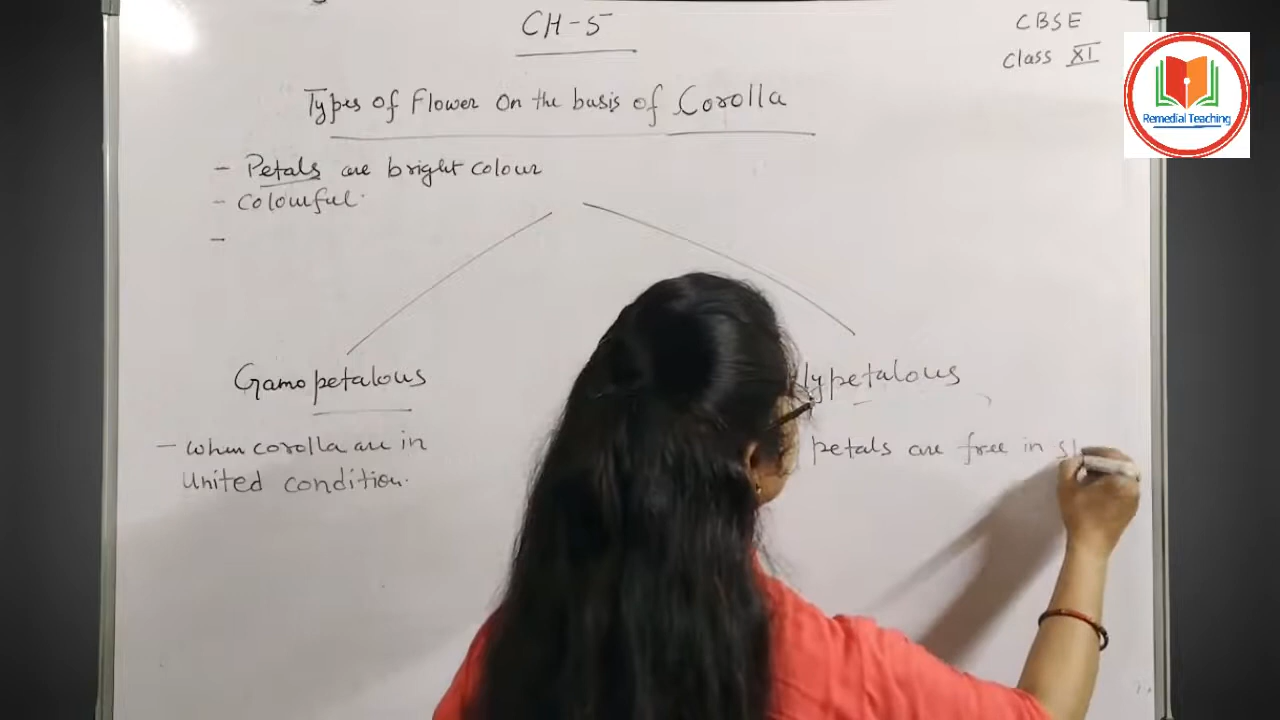 CH-5
CBSE
Class XI
Types of Flower on the basis of Corolla
Remedial Teaching
- Petals are bright colour
- Colourful.
-
Gamopetalous
lypetalous
- when corolla are in
United condition.
petals are free in